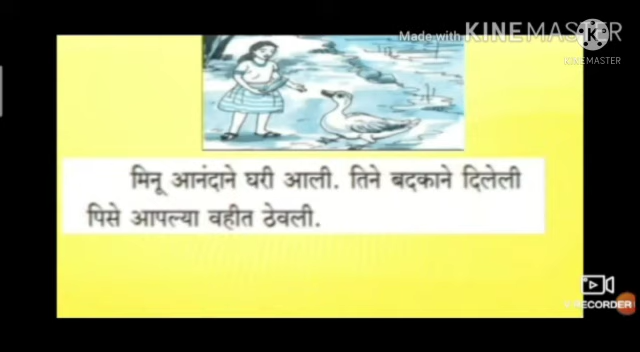 Made with KINEMASTER
KINEMASTER
मिनू आनंदाने घरी आली. तिने बदकाने दिलेली
पिसे आपल्या वहीत ठेवली.
RECORDER